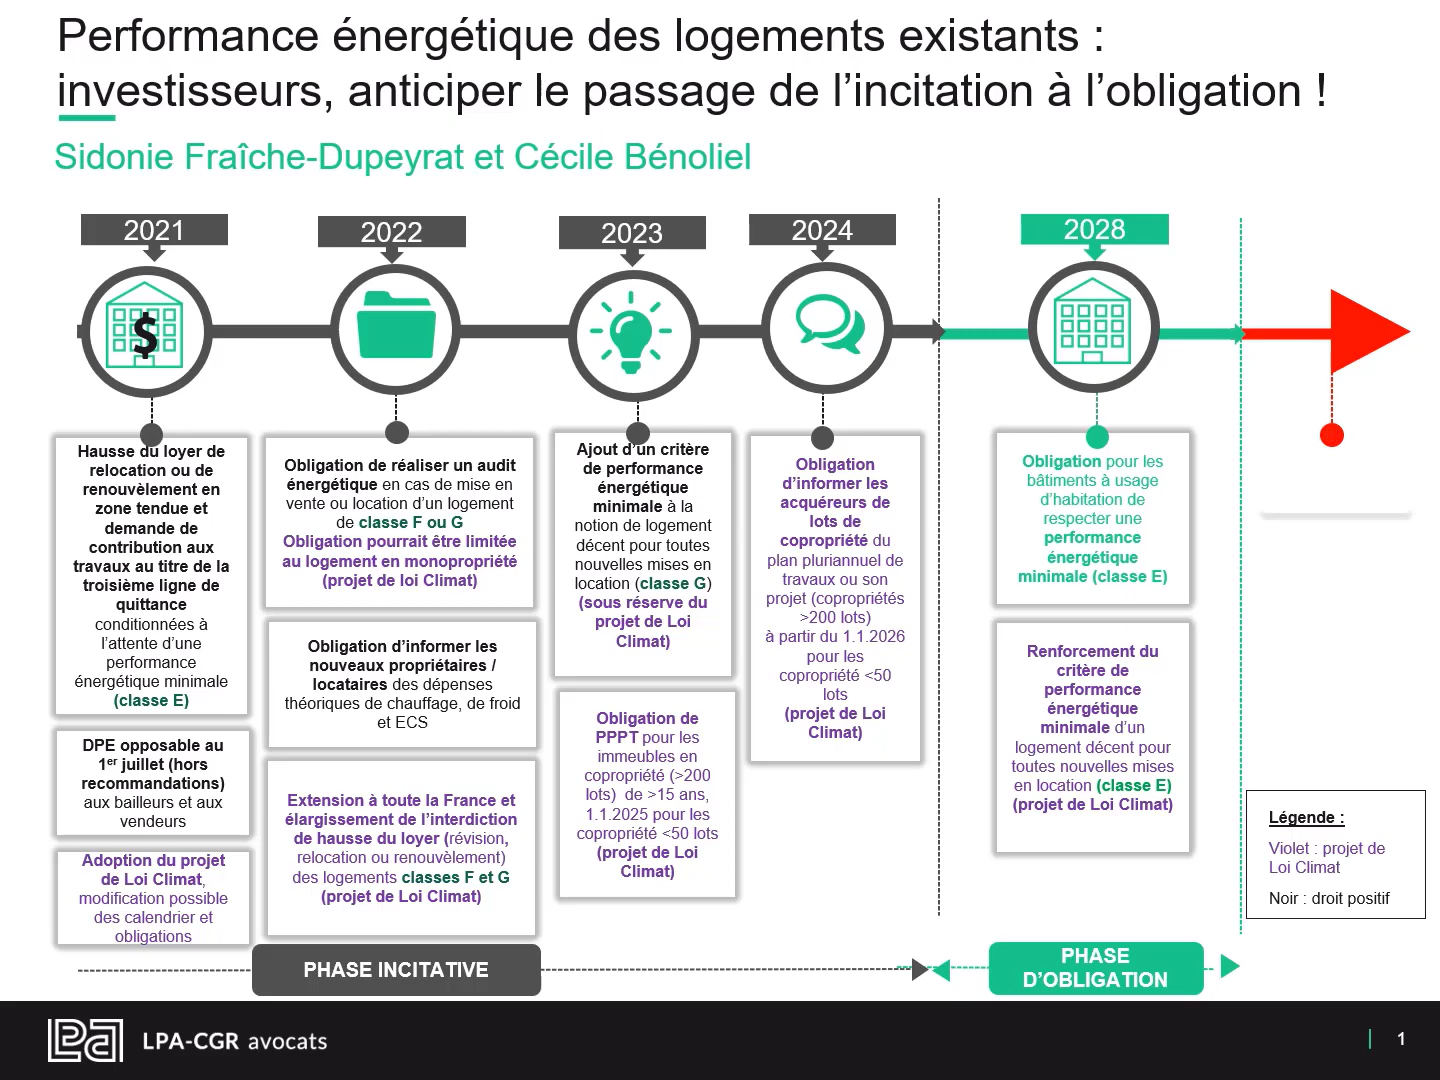 Performance énergétique des logements existants :
investisseurs, anticiper le passage de l’incitation à l’obligation !
Sidonie Fraîche-Dupeyrat et Cécile Bénoliel
2021
2022
2023
2024
2028
$
Hausse du loyer de
relocation ou de
renouvèlement en
zone tendue et
demande de
contribution aux
travaux au titre de la
troisième ligne de
quittance
conditionnées à
l’attente d’une
performance
énergétique minimale
(classe E)
DPE opposable au
1er juillet (hors
recommandations)
aux bailleurs et aux
vendeurs
Adoption du projet
de Loi Climat,
modification possible
des calendrier et
obligations
Obligation de réaliser un audit
énergétique en cas de mise en
vente ou location d’un logement
de classe F ou G
Obligation pourrait être limitée
au logement en monopropriété
(projet de loi Climat)
Obligation d’informer les
nouveaux propriétaires /
locataires des dépenses
théoriques de chauffage, de froid
et ECS
Extension à toute la France et
élargissement de l’interdiction
de hausse du loyer (révision,
relocation ou renouvèlement)
des logements classes F et G
(projet de Loi Climat)
Ajout d’un critère
de performance
énergétique
minimale à la
notion de logement
décent pour toutes
nouvelles mises en
location (classe G)
(sous réserve du
projet de Loi
Climat)
Obligation de
PPPT pour les
immeubles en
copropriété (>200
lots) de >15 ans,
1.1.2025 pour les
copropriété <50 lots
(projet de Loi
Climat)
Obligation
d’informer les
acquéreurs de
lots de
copropriété du
plan pluriannuel de
travaux ou son
projet (copropriétés
>200 lots)
à partir du 1.1.2026
pour les
copropriété <50
lots
(projet de Loi
Climat)
Obligation pour les
bâtiments à usage
d’habitation de
respecter une
performance
énergétique
minimale (classe E)
Renforcement du
critère de
performance
énergétique
minimale d’un
logement décent pour
toutes nouvelles mises
en location (classe E)
(projet de Loi Climat)
Légende :
Violet : projet de
Loi Climat
Noir : droit positif
PHASE INCITATIVE
PHASE
D’OBLIGATION
LPA-CGR avocats
1